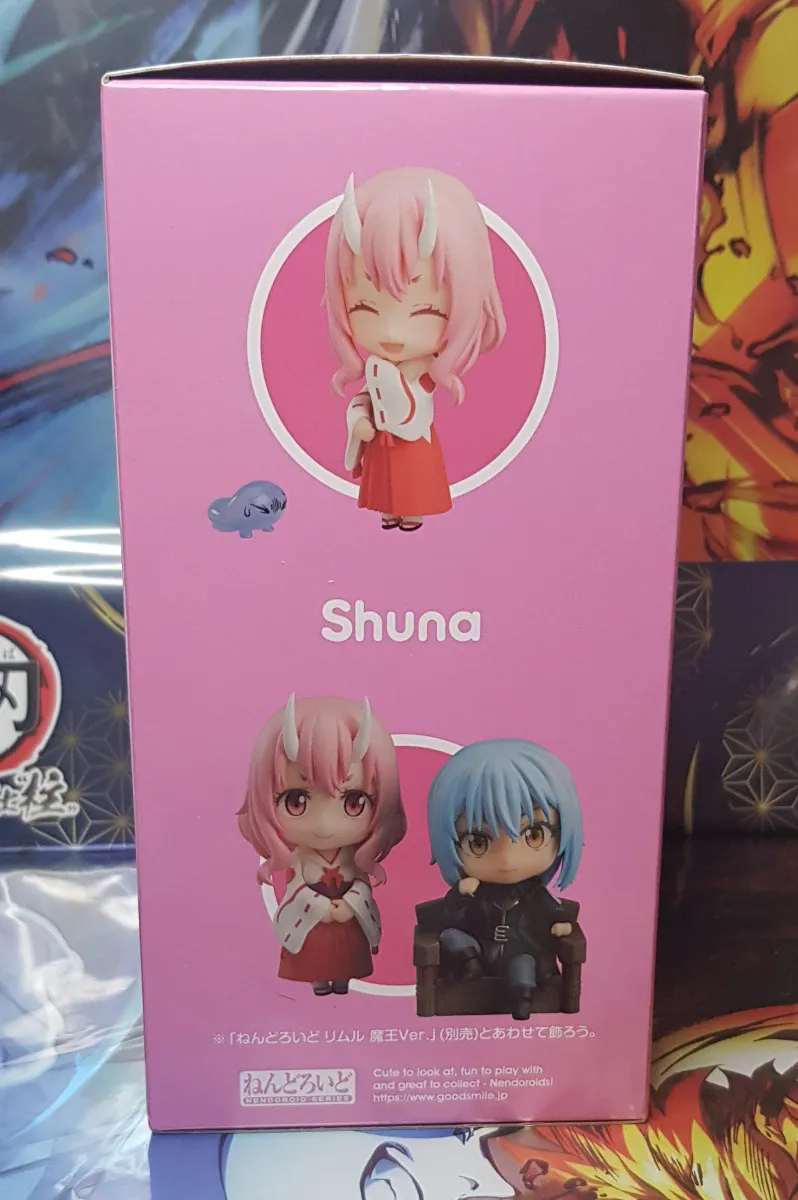 Shuna
※「ねんどろいど リムル 魔王Ver.」(別売)とあわせて飾ろう。
ねんどろいど
NENDOROID SERIES
Cute to look at, fun to play with
and great to collect - Nendoroids!
https://www.goodsmile.jp